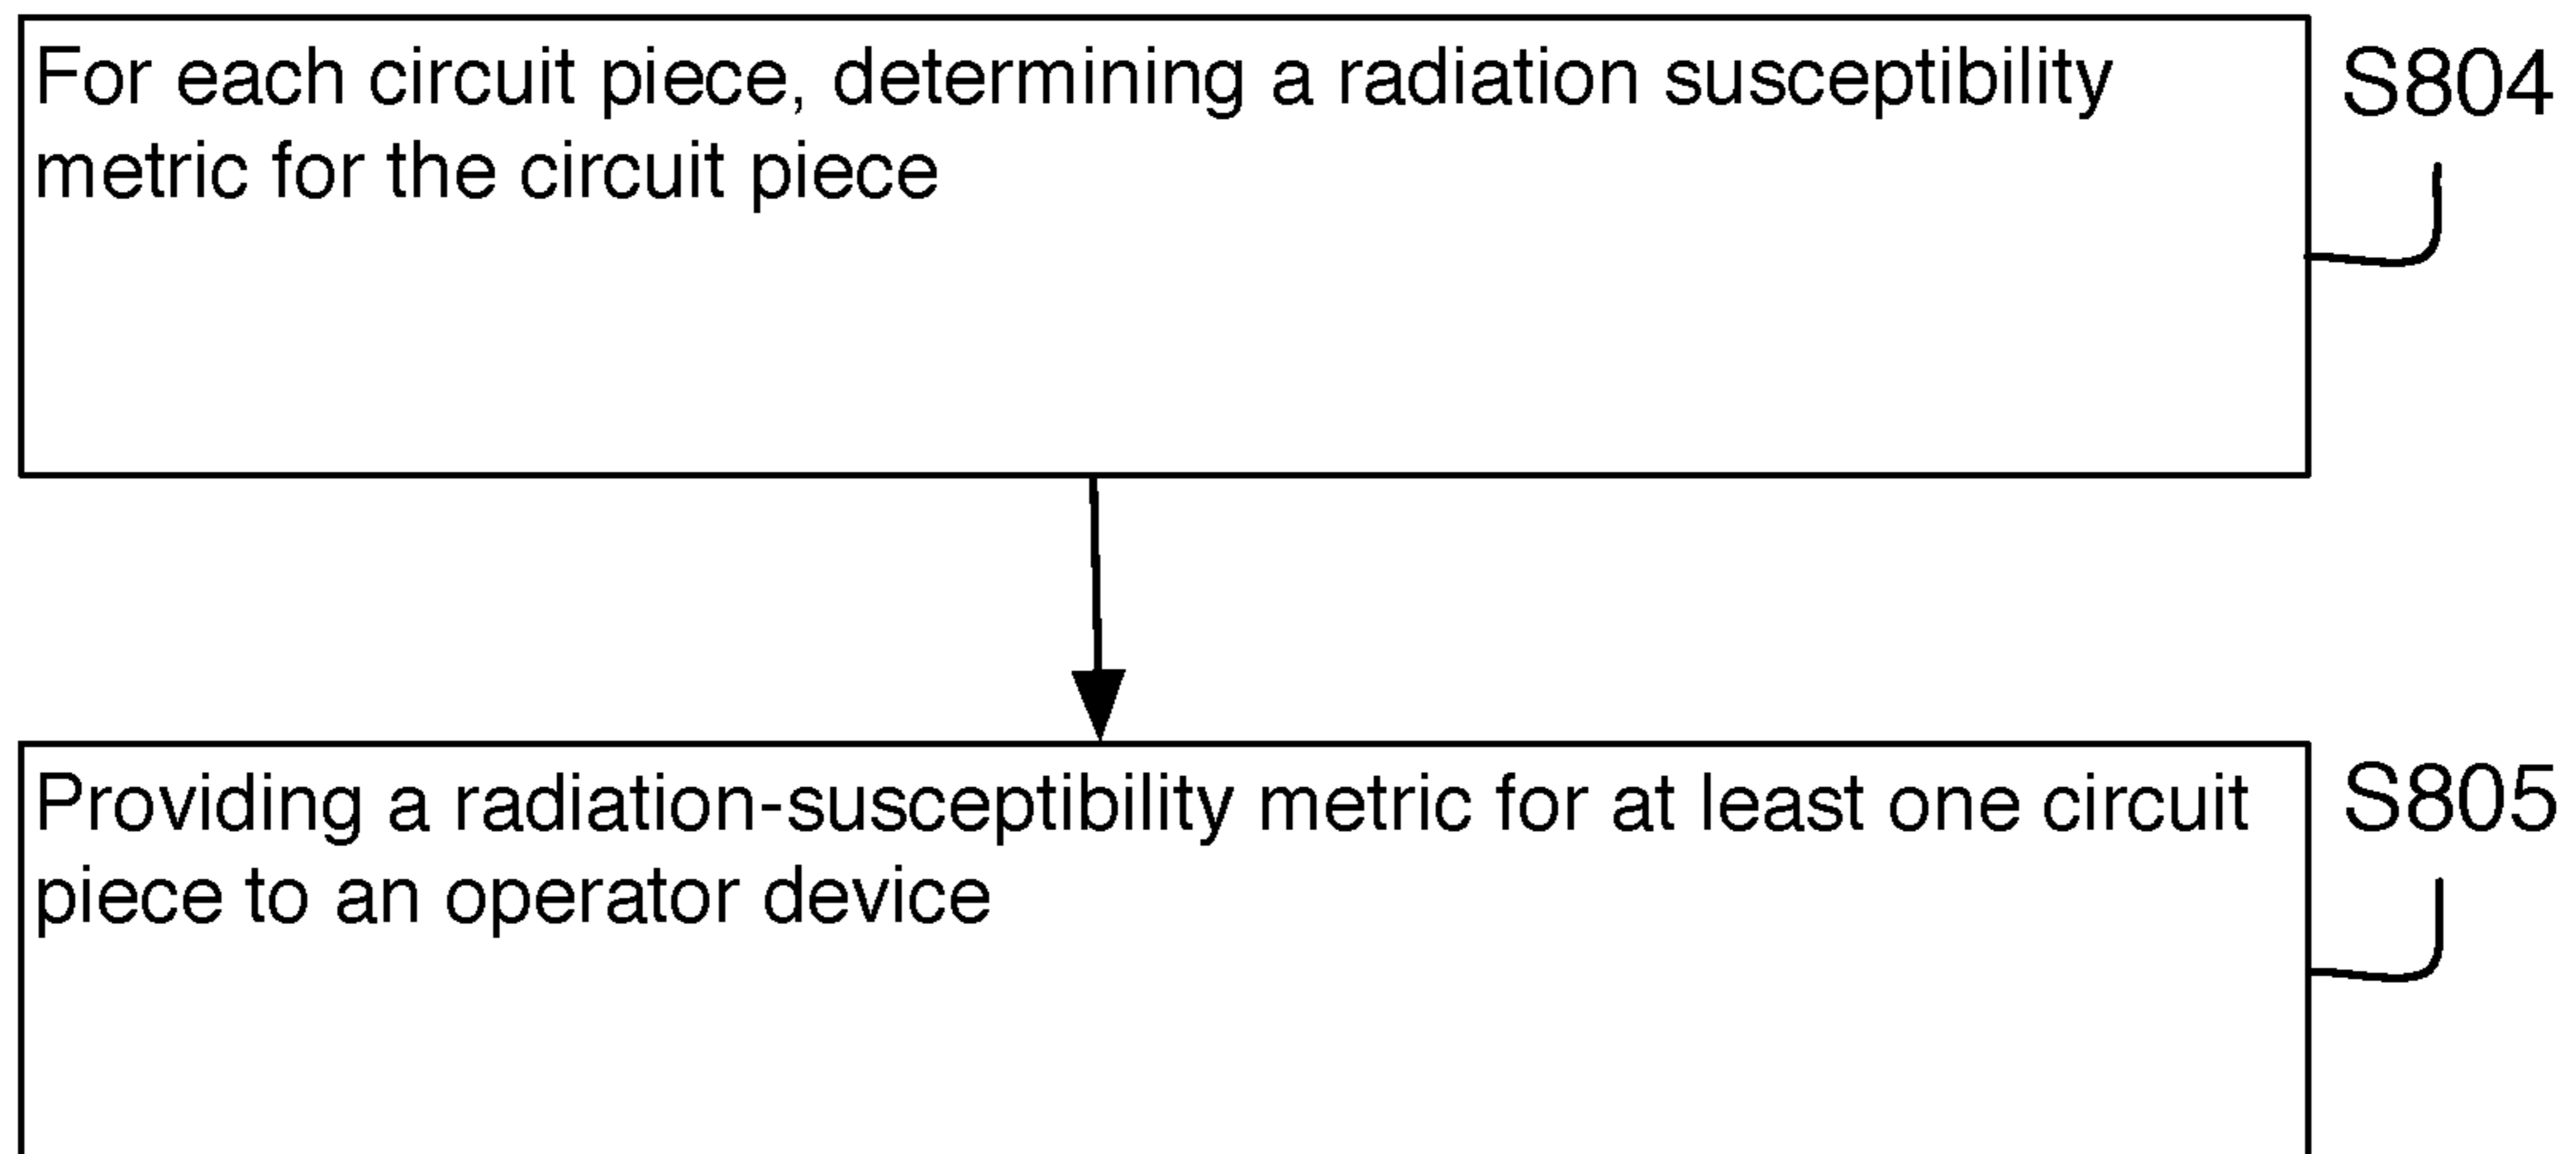 For each circuit piece, determining a radiation susceptibility
metric for the circuit piece
S804
Providing a radiation-susceptibility metric for at least one circuit
piece to an operator device
S805